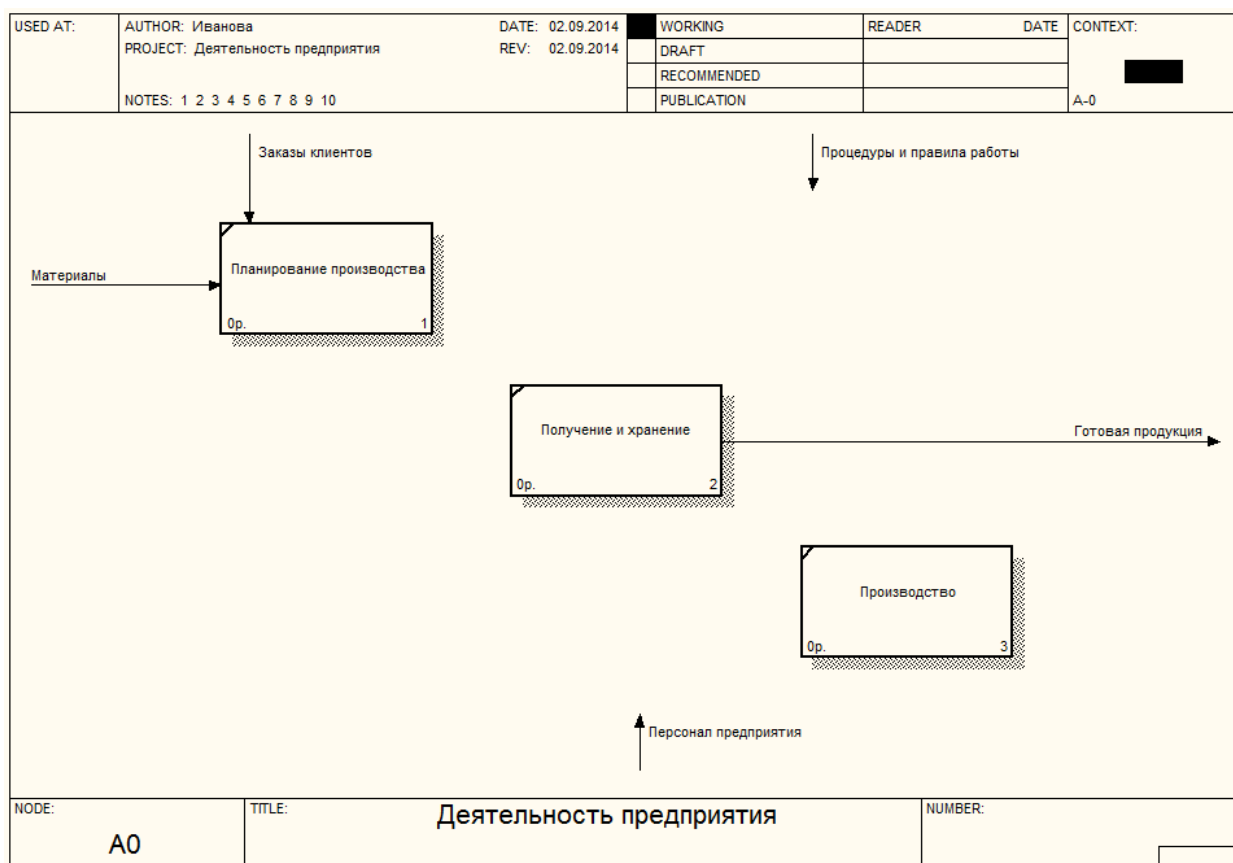 USED AT:
AUTHOR: Иванова
DATE: 02.09.2014
PROJECT: Деятельность предприятия
REV: 02.09.2014
NOTES: 1 2 3 4 5 6 7 8 9 10
WORKING
DRAFT
RECOMMENDED
PUBLICATION
READER DATE
CONTEXT:
A-0
Заказы клиентов
Процедуры и правила работы
Материалы
Планирование производства
0р. 1
Получение и хранение
0р. 2
Готовая продукция
Производство
0р. 3
Персонал предприятия
NODE:
A0
TITLE:
Деятельность предприятия
NUMBER: